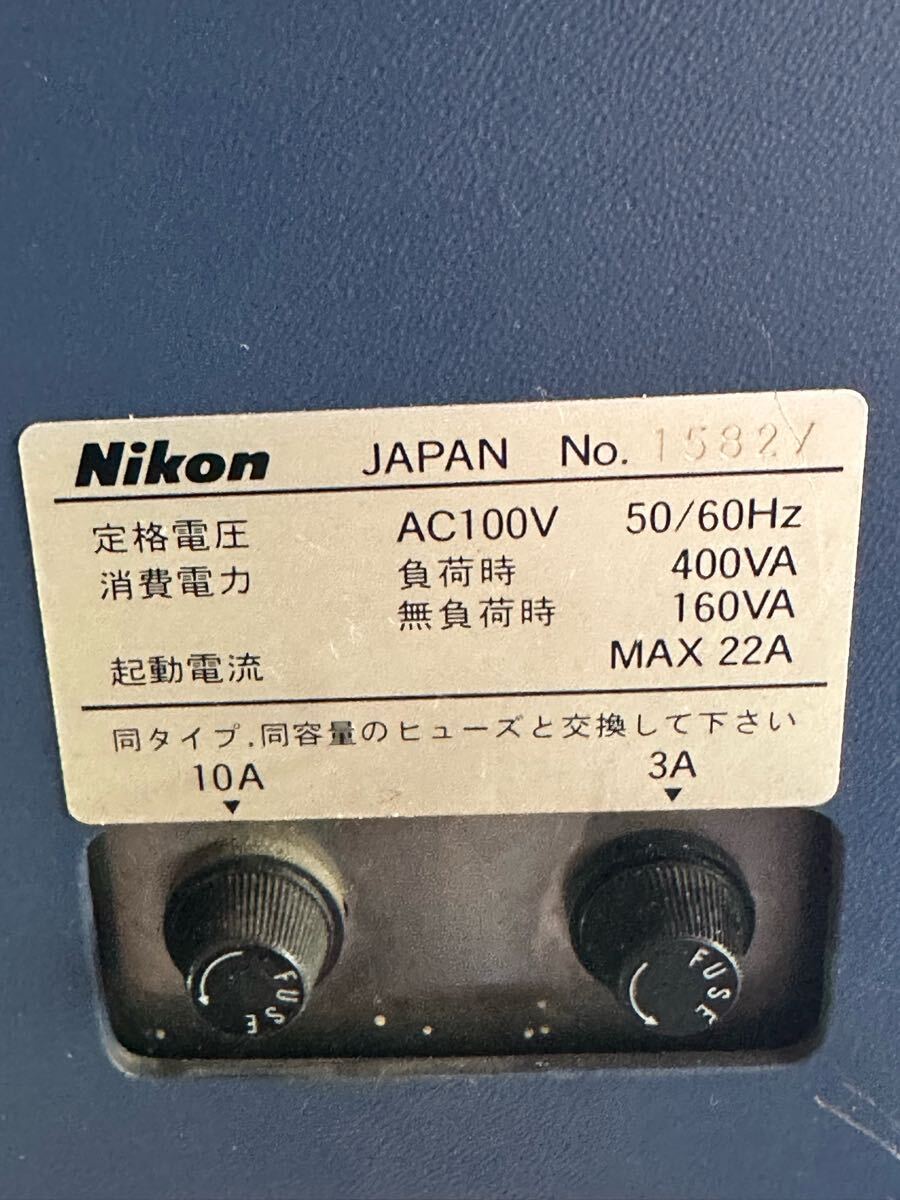 Nikon JAPAN No. 1582Y
定格電圧 AC100V 50/60Hz
消費電力 負荷時 400VA
無負荷時 160VA
起動電流 MAX 22A
同タイプ,同容量のヒューズと交換して下さい
10A 3A
FUSE FUSE